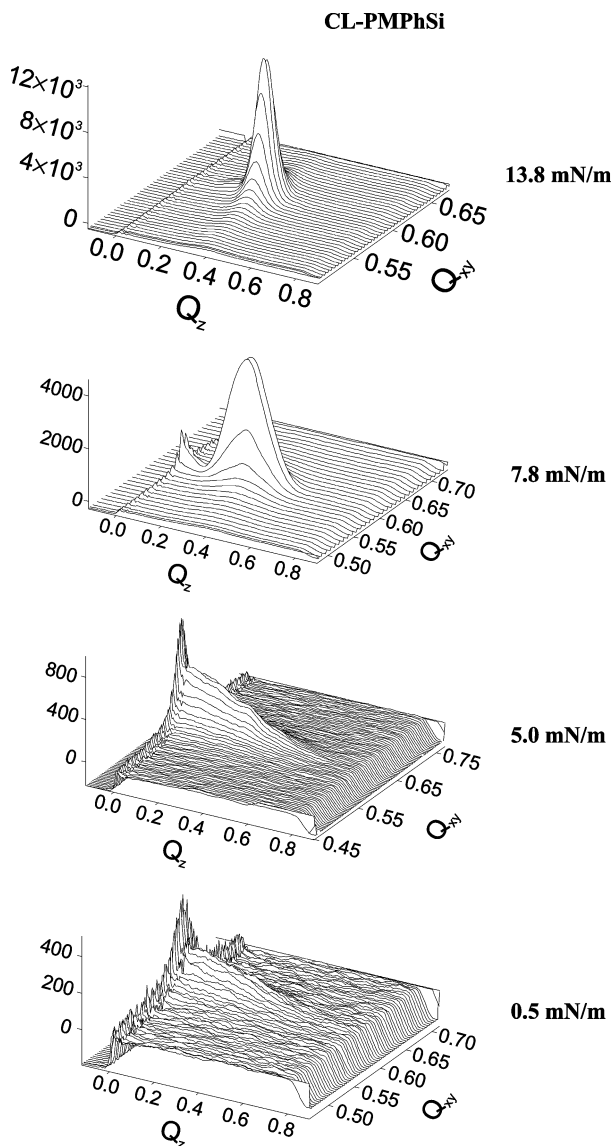 CL-PMPhSi
12×10³
8×10³
4×10³
0
0.0 0.2 0.4 0.6 0.8
Qz
0.55 0.60 0.65
Qxy
13.8 mN/m
4000
2000
0
0.0 0.2 0.4 0.6 0.8
Qz
0.50 0.55 0.60 0.65 0.70
Qxy
7.8 mN/m
800
400
0
0.0 0.2 0.4 0.6 0.8
Qz
0.45 0.55 0.65 0.75
Qxy
5.0 mN/m
400
200
0
0.0 0.2 0.4 0.6 0.8
Qz
0.50 0.55 0.60 0.65 0.70
Qxy
0.5 mN/m